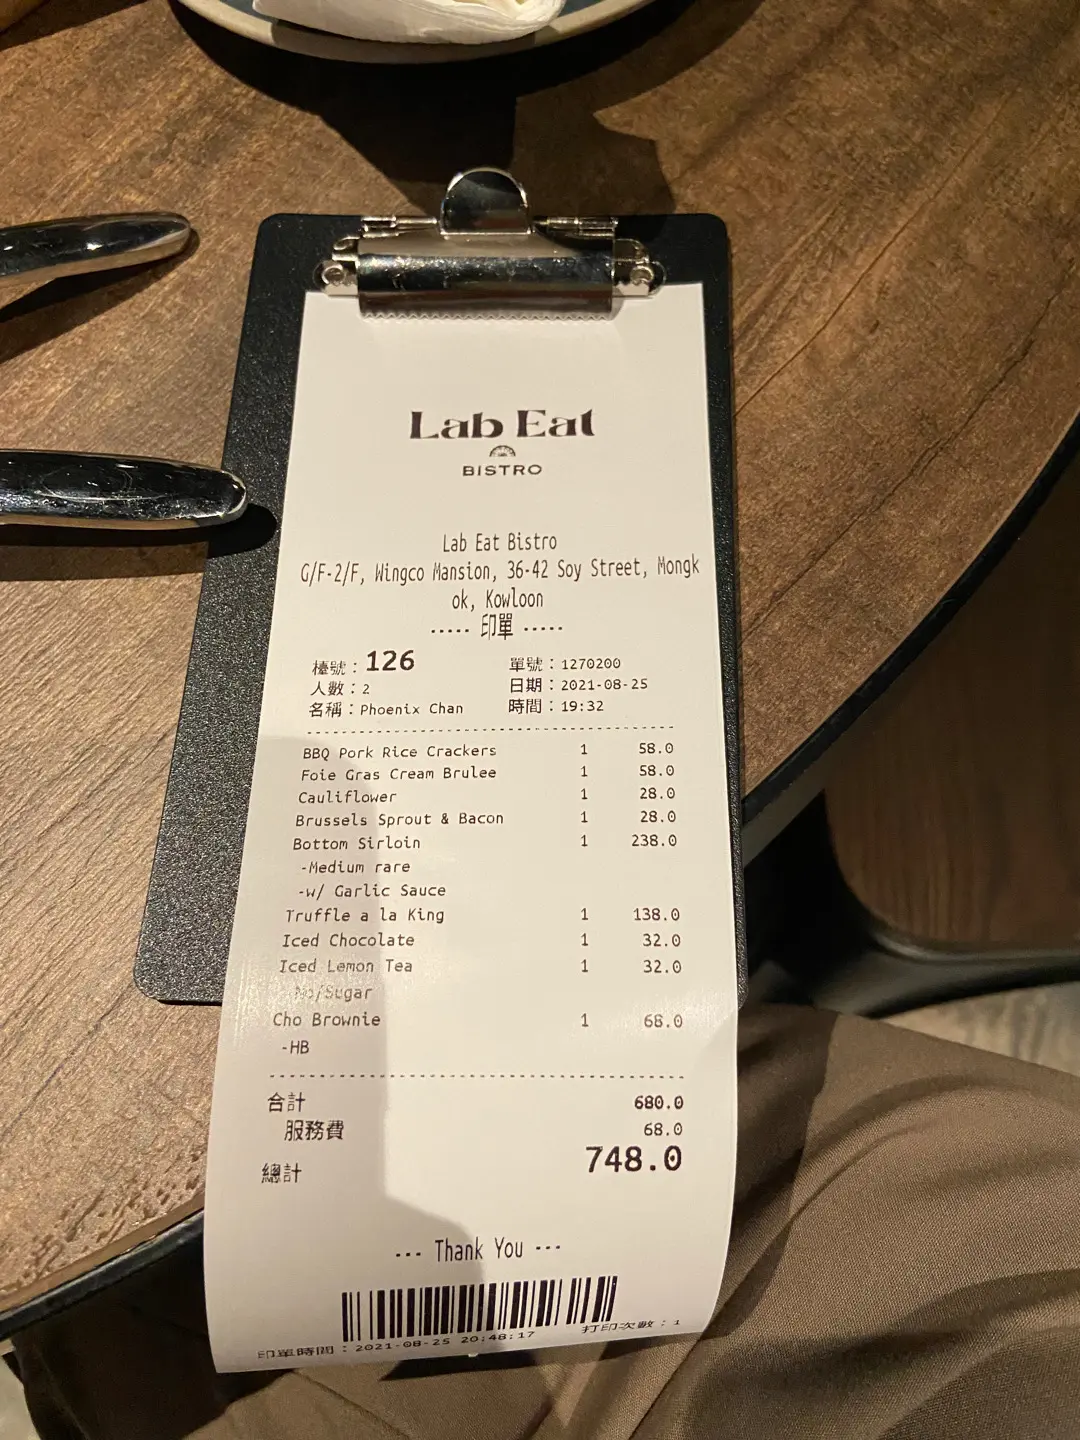 Lab Eat
BISTRO
Lab Eat Bistro
G/F-2/F, Wingco Mansion, 36-42 Soy Street, Mongk
ok, Kowloon
----- 印單 -----
檯號：126 單號：1270200
人數：2 日期：2021-08-25
名稱：Phoenix Chan 時間：19:32
BBQ Pork Rice Crackers 1 58.0
Foie Gras Cream Brulee 1 58.0
Cauliflower 1 28.0
Brussels Sprout & Bacon 1 28.0
Bottom Sirloin 1 238.0
-Medium rare
-w/ Garlic Sauce
Truffle a la King 1 138.0
Iced Chocolate 1 32.0
Iced Lemon Tea 1 32.0
-No/Sugar
Cho Brownie 1 68.0
-HB
合計 680.0
服務費 68.0
總計 748.0
--- Thank You ---
印單時間：2021-08-25 20:48:17 打印次數：1